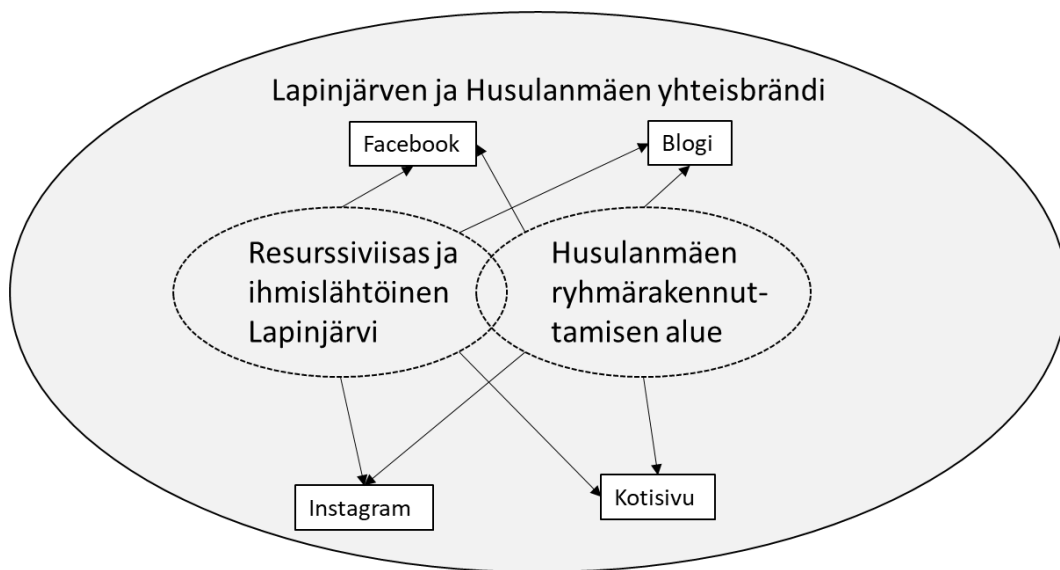 Lapinjärven ja Husulanmäen yhteisbrändi
Facebook
Blogi
Resurssiviisas ja
ihmislähtöinen
Lapinjärvi
Husulanmäen
ryhmärakennut-
tamisen alue
Instagram
Kotisivu